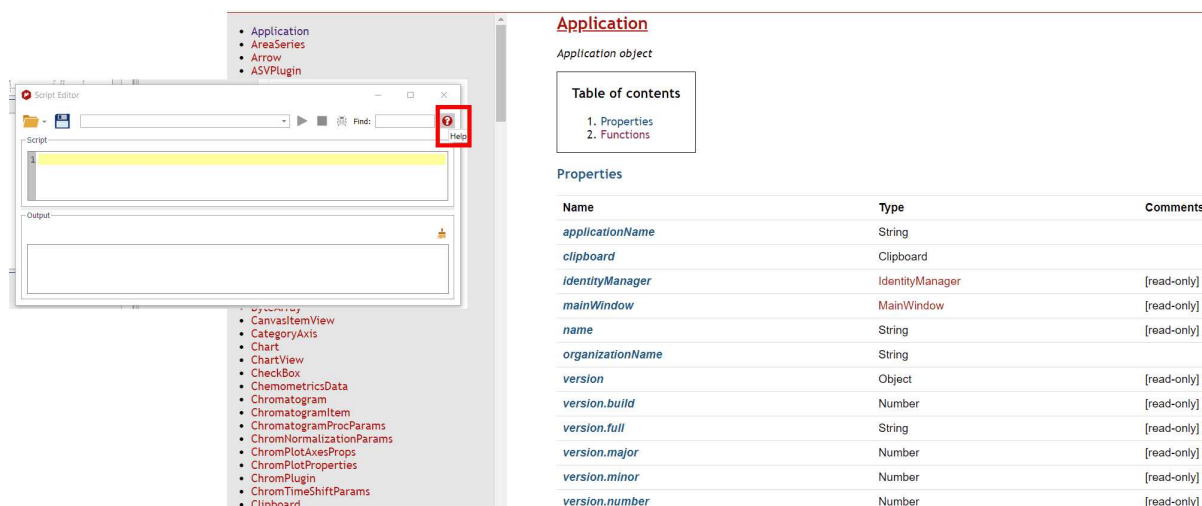 Application
AreaSeries
Arrow
ASVPlugin
Script Editor
Find:
Help
Script
1
Output
CanvasItemView
CategoryAxis
Chart
ChartView
CheckBox
ChemometricsData
Chromatogram
ChromatogramItem
ChromatogramProcParams
ChromNormalizationParams
ChromPlotAxesProps
ChromPlotProperties
ChromPlugin
ChromTimeShiftParams
Clipboard
Application
Application object
Table of contents
1. Properties
2. Functions
Properties
Name Type Comments
applicationName String
clipboard Clipboard
identityManager IdentityManager [read-only]
mainWindow MainWindow [read-only]
name String [read-only]
organizationName String
version Object [read-only]
version.build Number [read-only]
version.full String [read-only]
version.major Number [read-only]
version.minor Number [read-only]
version.number Number [read-only]